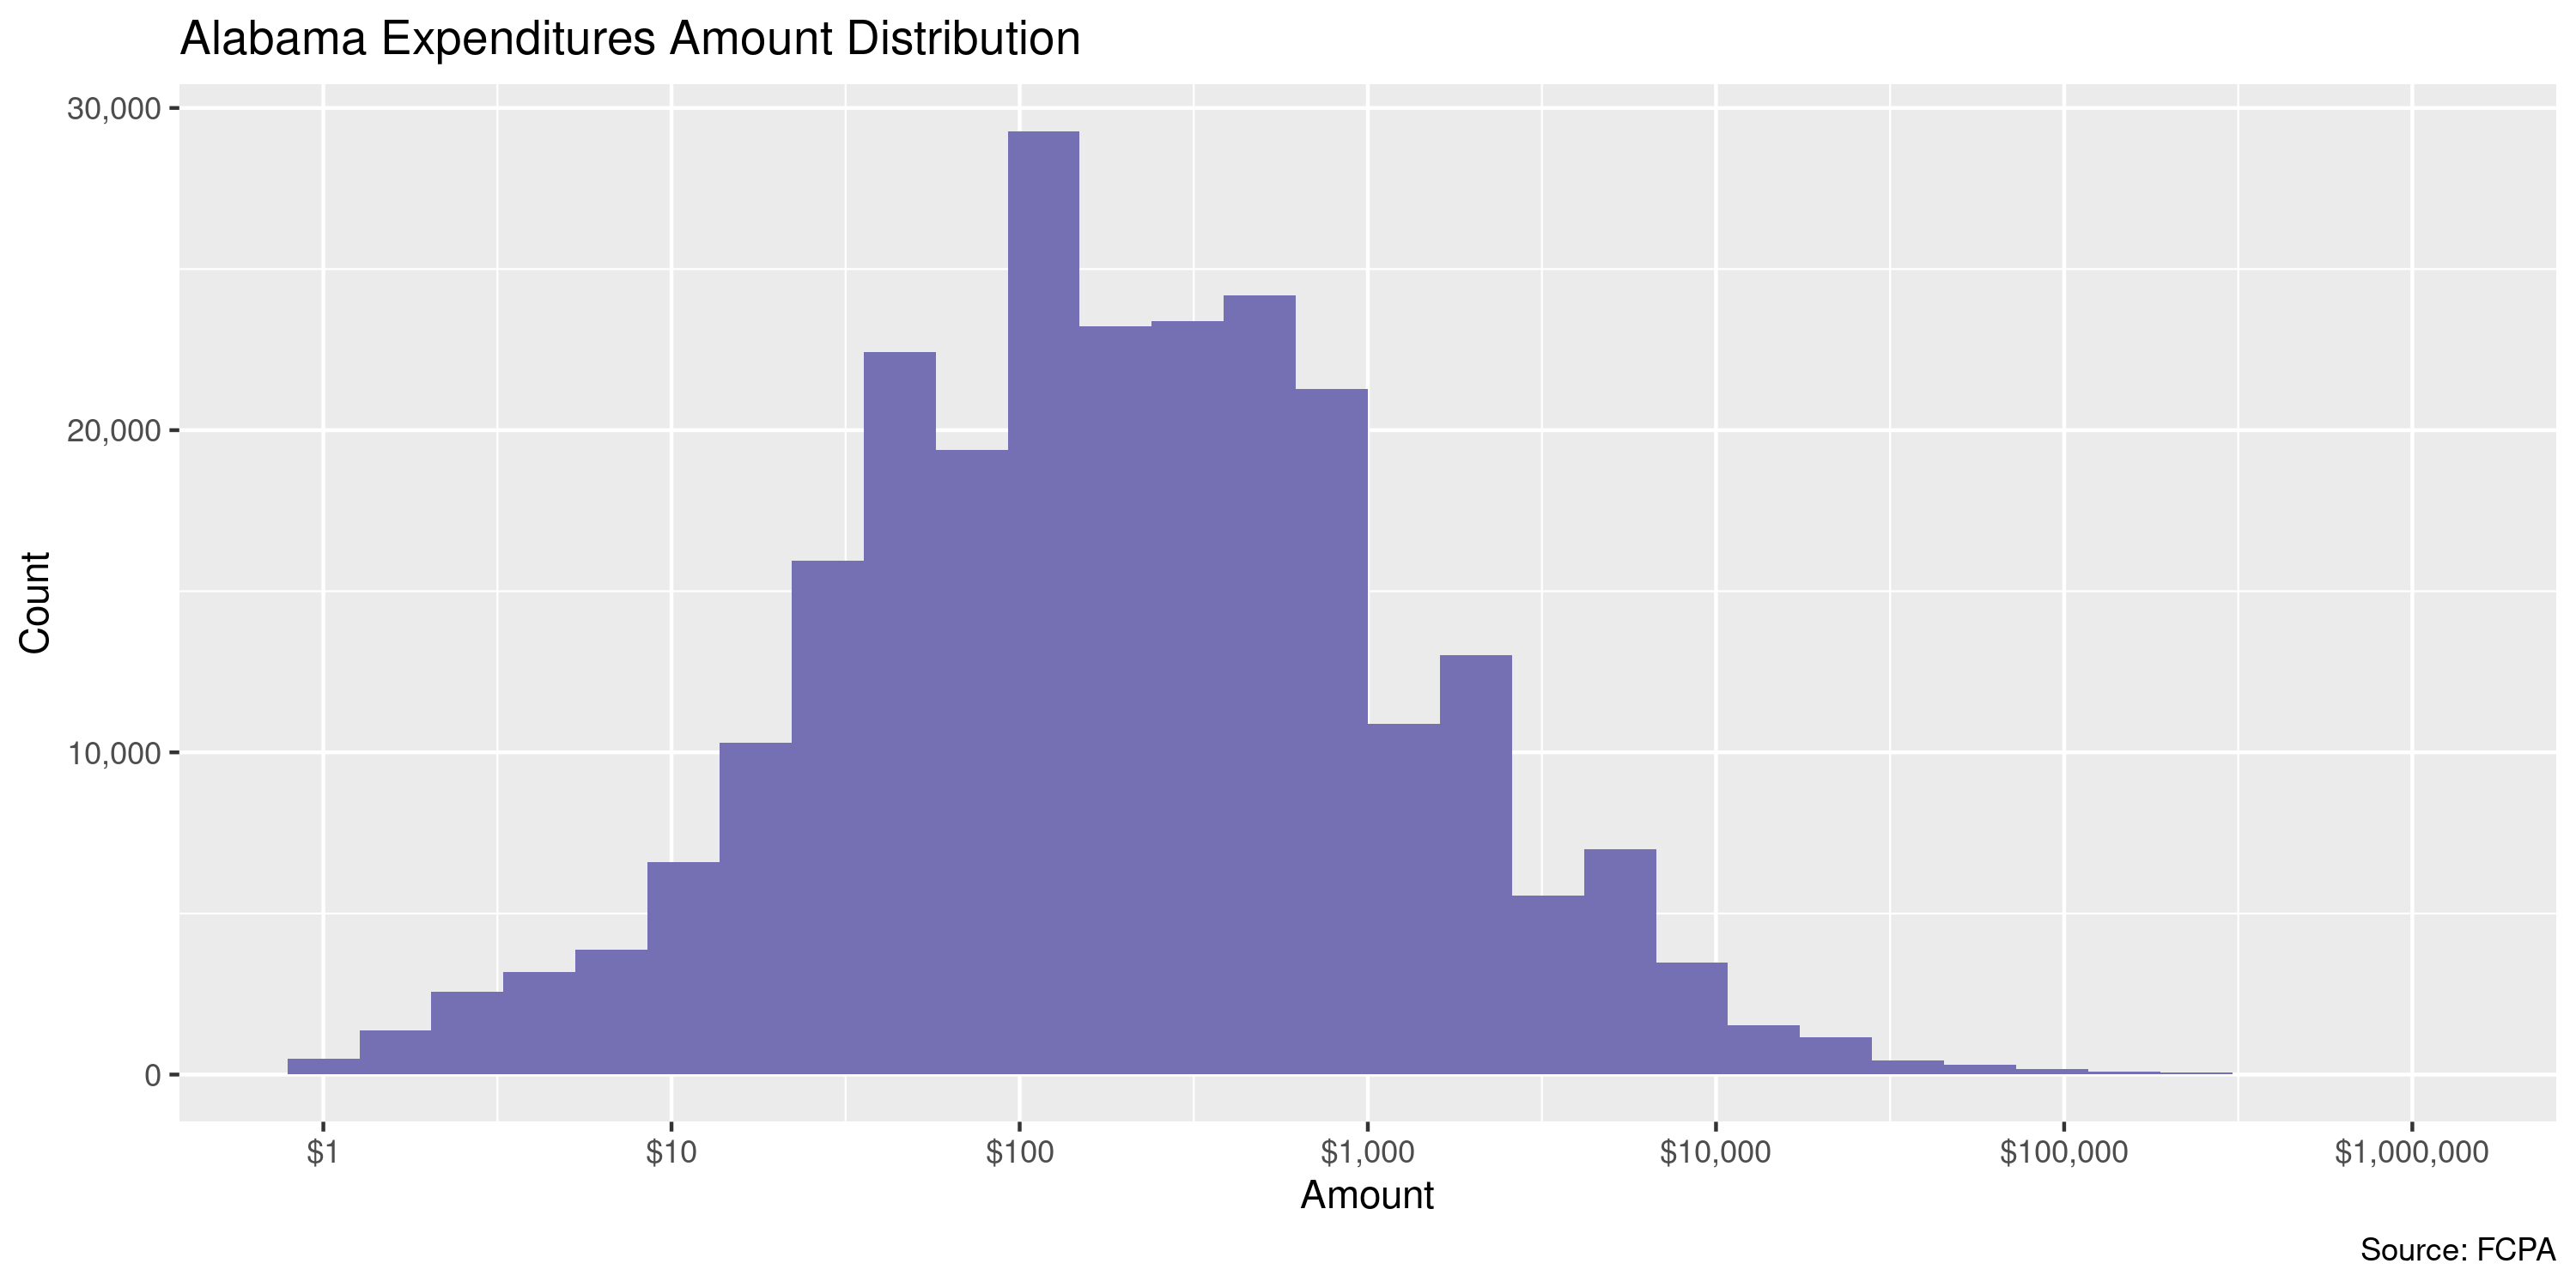 Alabama Expenditures Amount Distribution
30,000
20,000
10,000
0
Count
$1 $10 $100 $1,000 $10,000 $100,000 $1,000,000
Amount
Source: FCPA